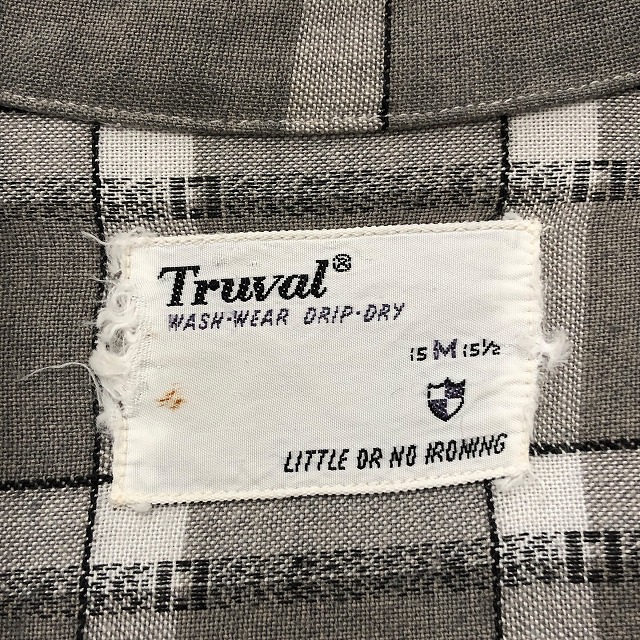 Truval®
WASH-WEAR DRIP-DRY
15 M 15½
LITTLE OR NO IRONING